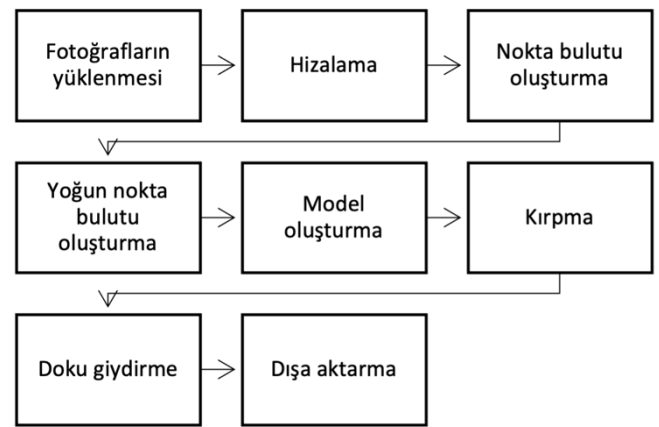 Fotoğrafların
yüklenmesi
Hizalama
Nokta bulutu
oluşturma
Yoğun nokta
bulutu
oluşturma
Model
oluşturma
Kırpma
Doku giydirme
Dışa aktarma